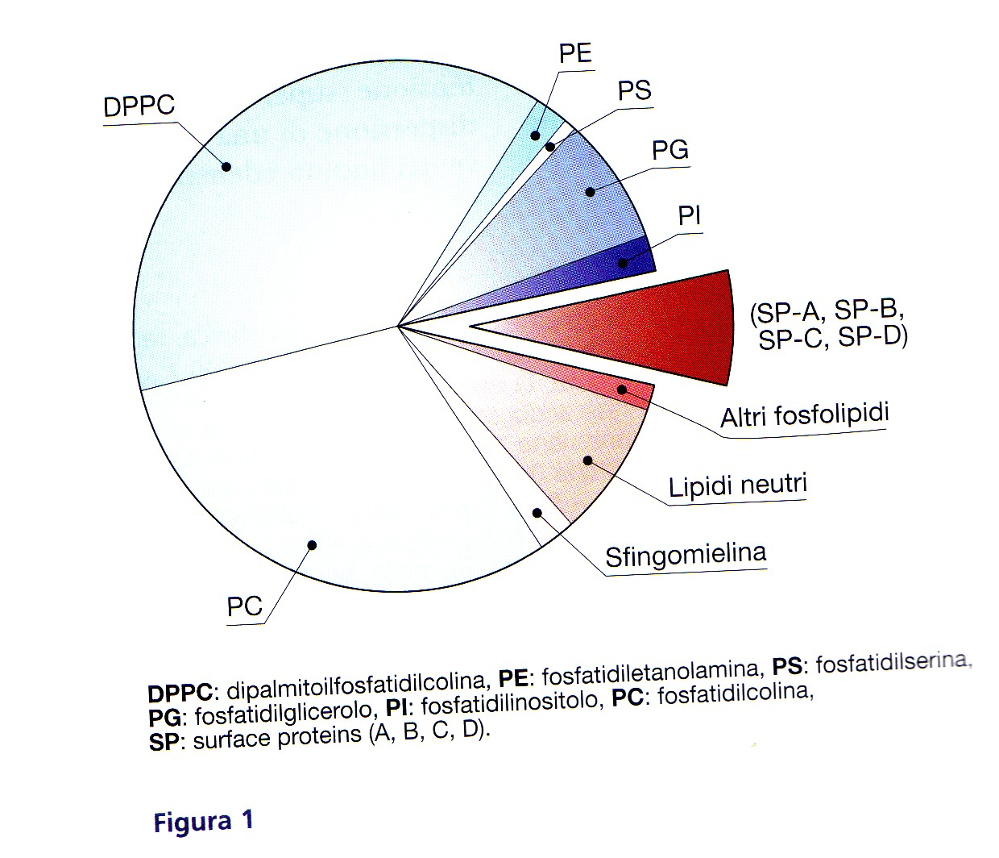 PE
PS
DPPC
PG
PI
(SP-A, SP-B,
SP-C, SP-D)
Altri fosfolipidi
Lipidi neutri
Sfingomielina
PC
DPPC: dipalmitoilfosfatidilcolina, PE: fosfatidiletanolamina, PS: fosfatidilserina,
PG: fosfatidilglicerolo, PI: fosfatidilinositolo, PC: fosfatidilcolina,
SP: surface proteins (A, B, C, D).
Figura 1